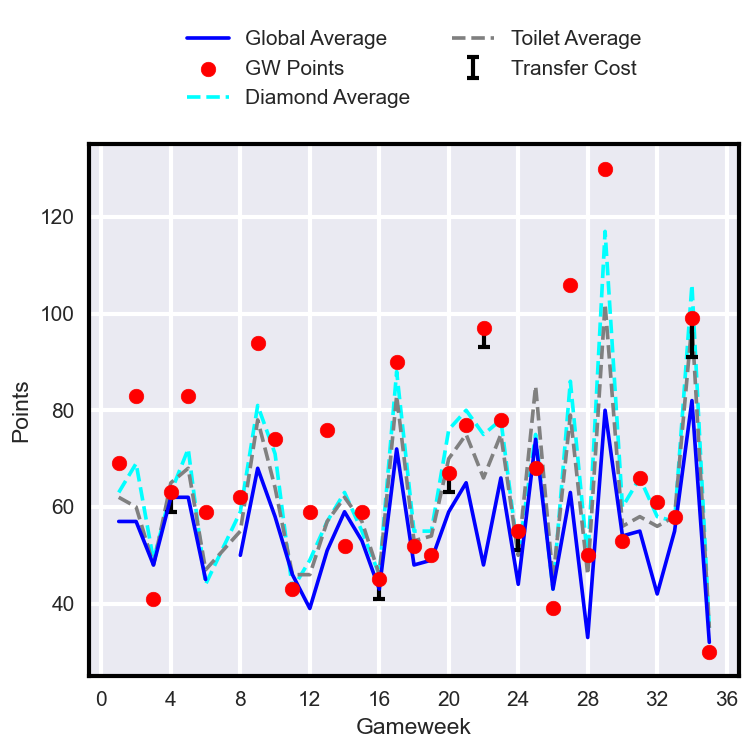 Global Average
GW Points
Diamond Average
Toilet Average
Transfer Cost
Points
120
100
80
60
40
0 4 8 12 16 20 24 28 32 36
Gameweek